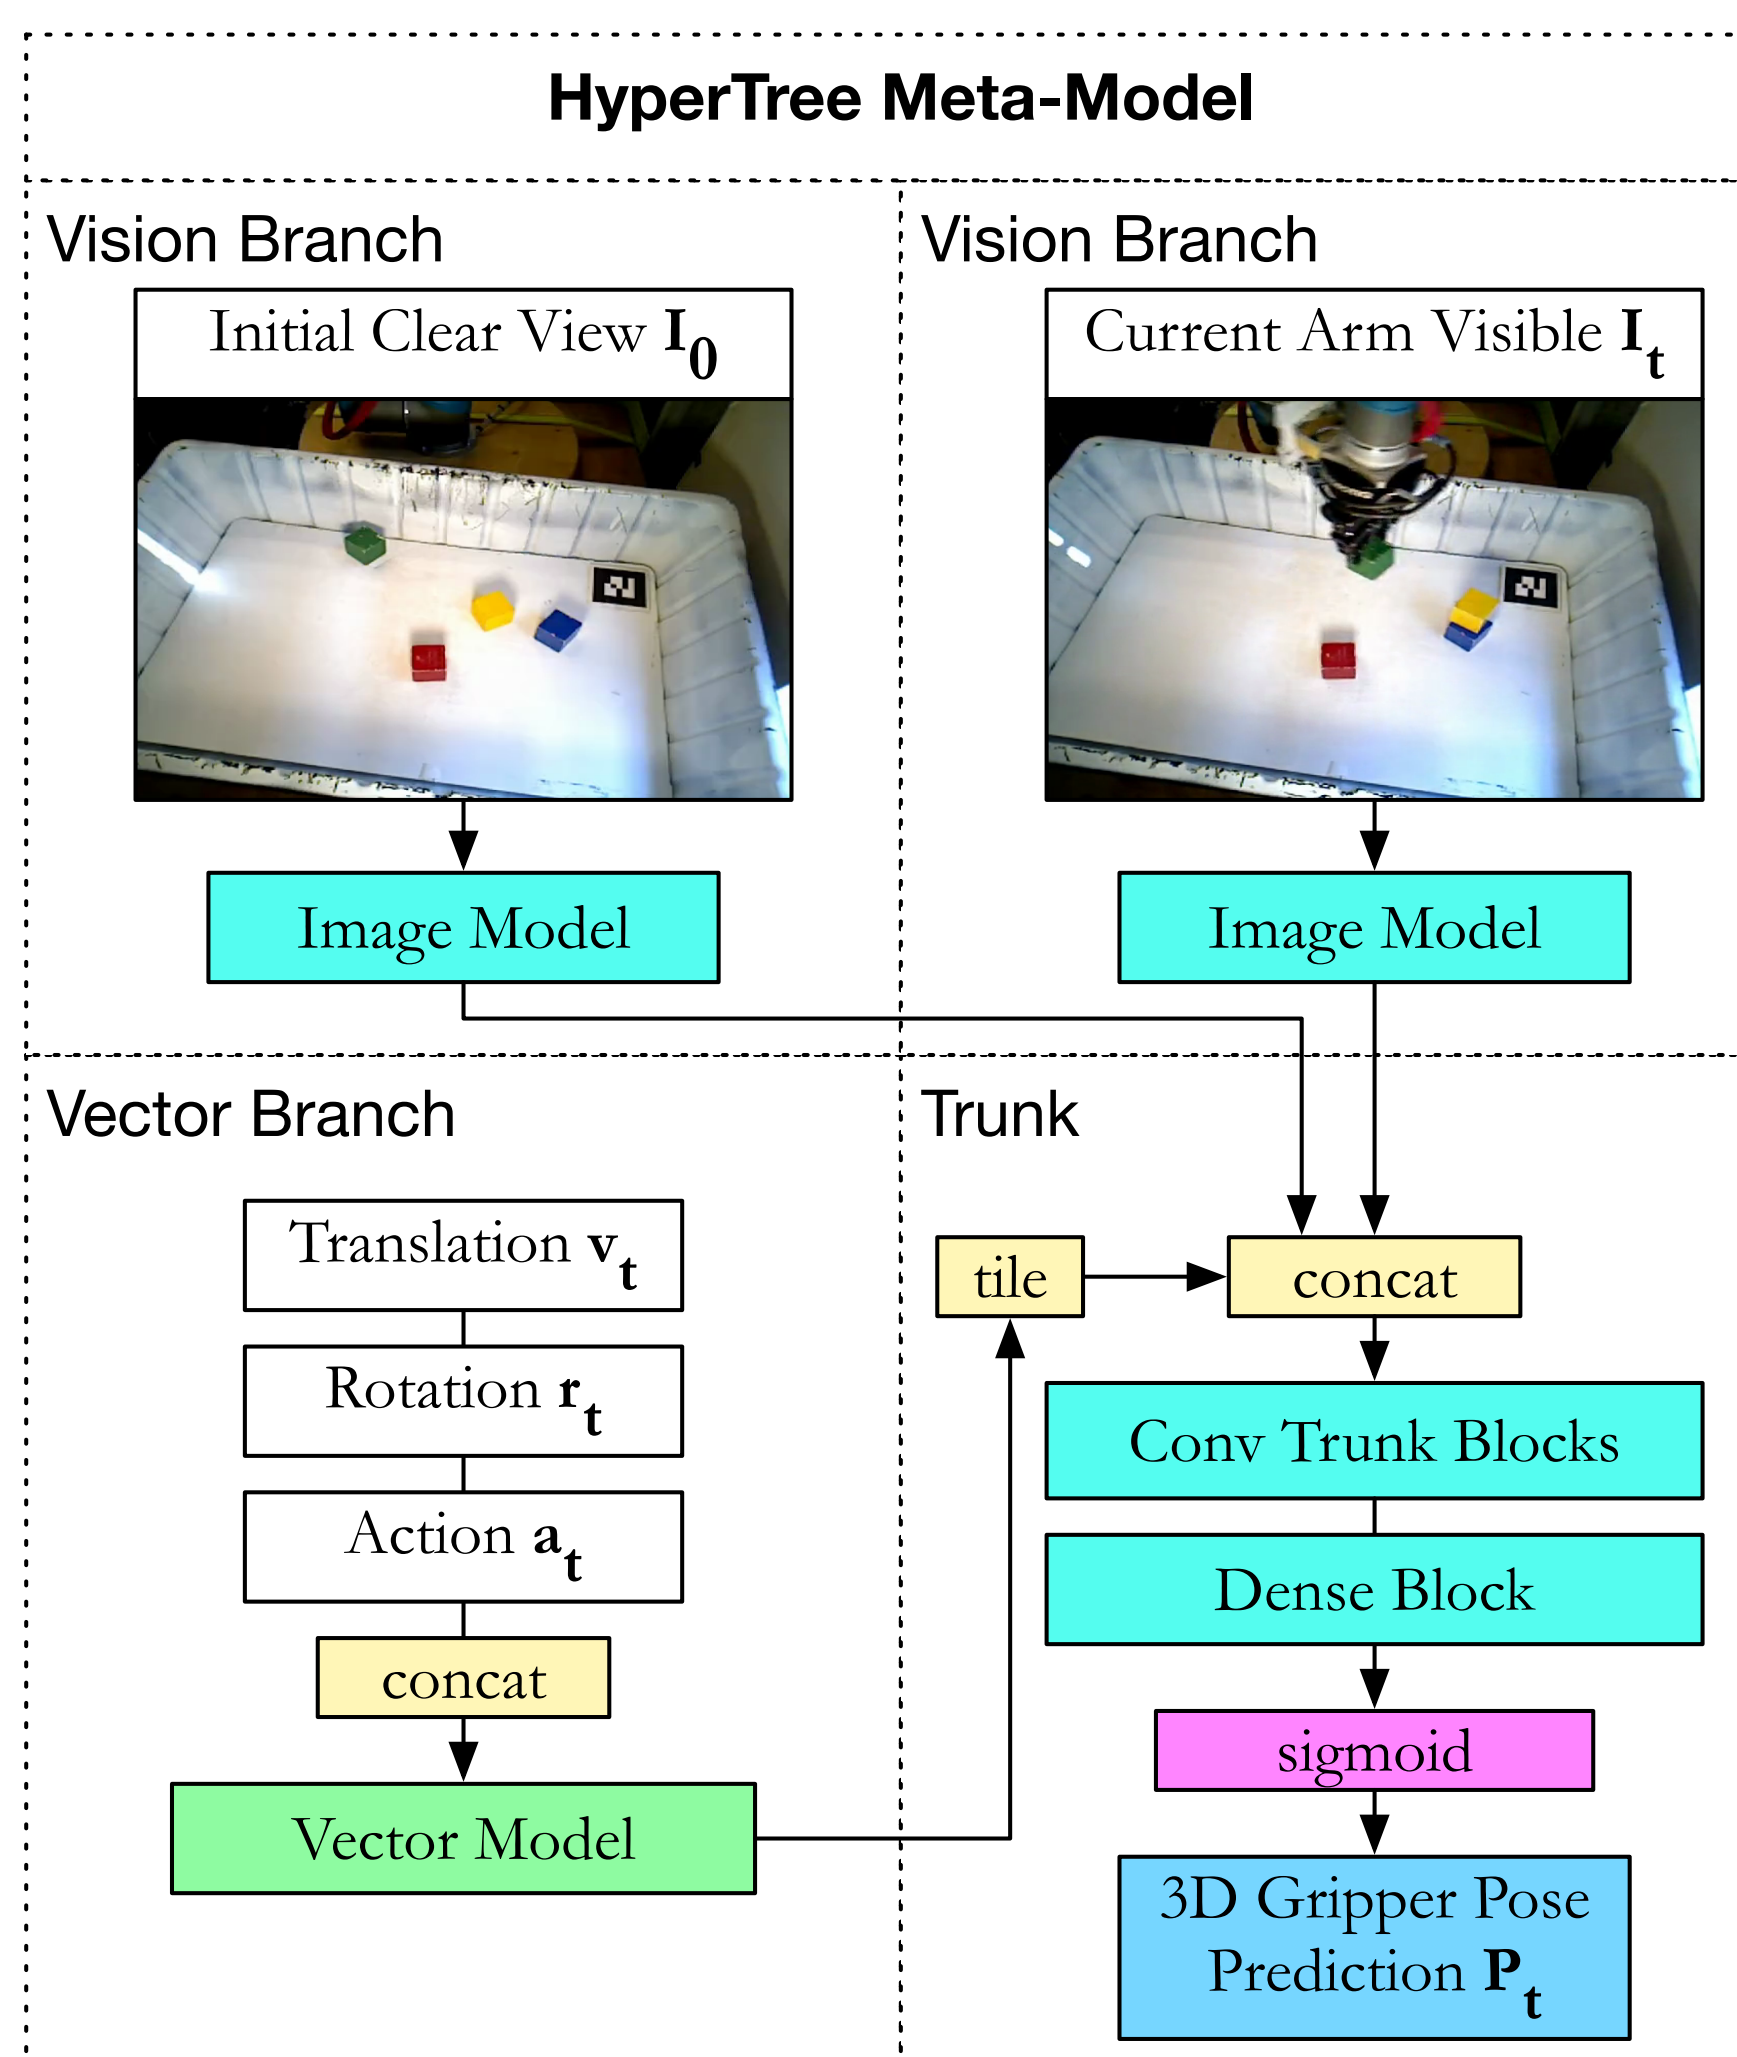 HyperTree Meta-Model
Vision Branch
Initial Clear View I0
Image Model
Vision Branch
Current Arm Visible It
Image Model
Vector Branch
Translation vt
Rotation rt
Action at
concat
Vector Model
Trunk
tile
concat
Conv Trunk Blocks
Dense Block
sigmoid
3D Gripper Pose
Prediction Pt